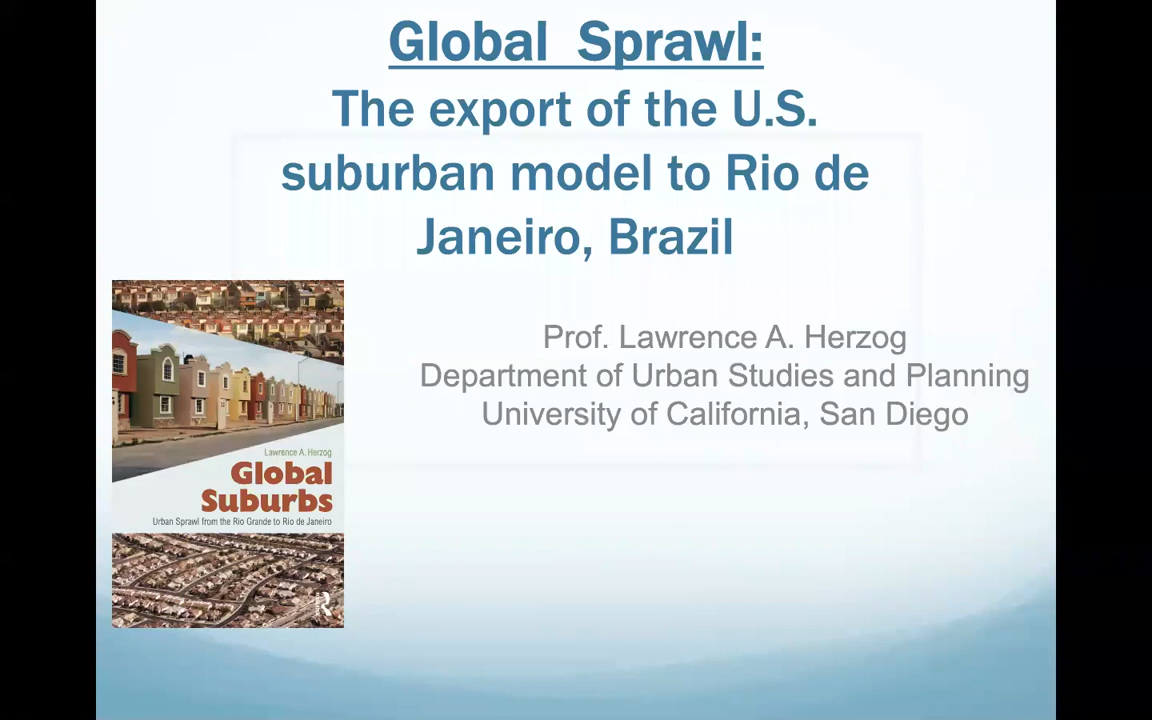 Global Sprawl:
The export of the U.S.
suburban model to Rio de
Janeiro, Brazil
Prof. Lawrence A. Herzog
Department of Urban Studies and Planning
University of California, San Diego
Lawrence A. Herzog
Global
Suburbs
Urban Sprawl from the Rio Grande to Rio de Janeiro
R